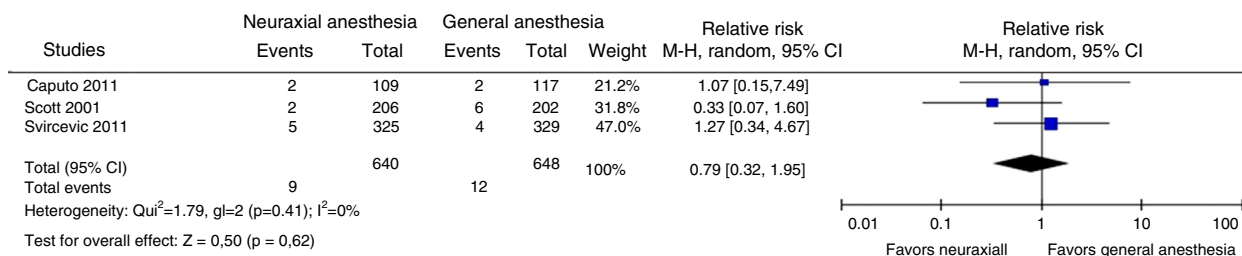 Neuraxial anesthesia General anesthesia Relative risk Relative risk
Studies Events Total Events Total Weight M-H, random, 95% CI M-H, random, 95% CI
Caputo 2011 2 109 2 117 21.2% 1.07 [0.15,7.49]
Scott 2001 2 206 6 202 31.8% 0.33 [0.07, 1.60]
Svircevic 2011 5 325 4 329 47.0% 1.27 [0.34, 4.67]
Total (95% CI) 640 648 100% 0.79 [0.32, 1.95]
Total events 9 12
Heterogeneity: Qui²=1.79, gl=2 (p=0.41); I²=0%
Test for overall effect: Z = 0,50 (p = 0,62)
0.01 0.1 1 10 100
Favors neuraxiall Favors general anesthesia